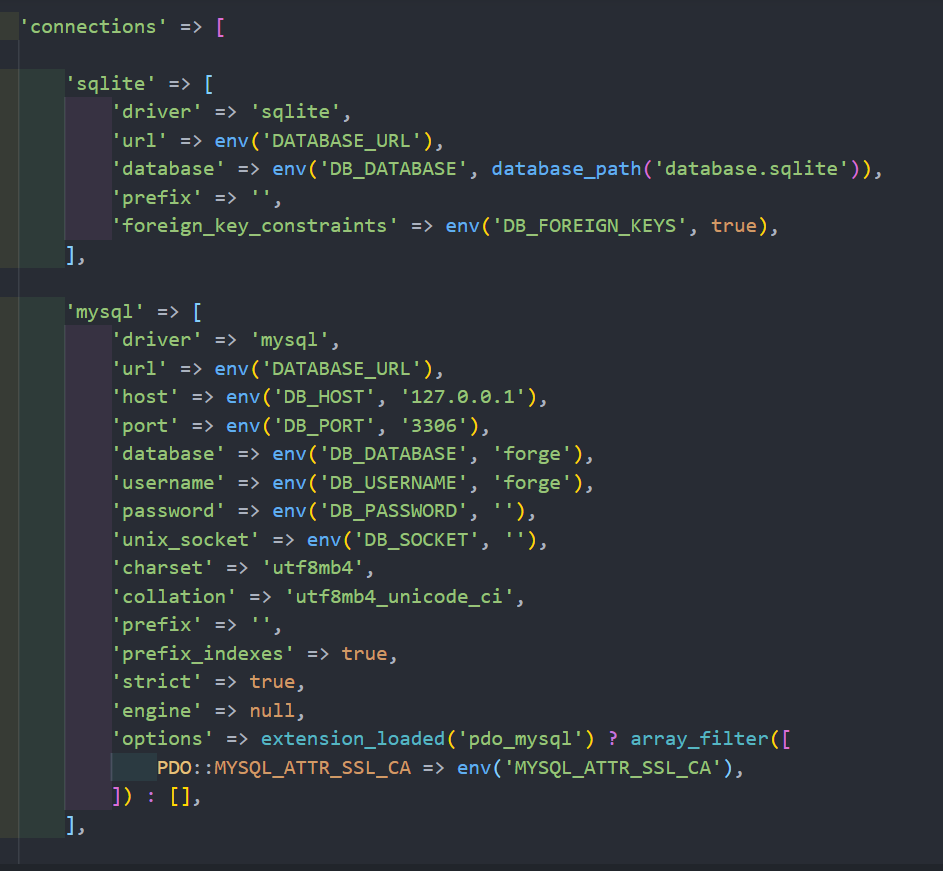 'connections' => [
'sqlite' => [
'driver' => 'sqlite',
'url' => env('DATABASE_URL'),
'database' => env('DB_DATABASE', database_path('database.sqlite')),
'prefix' => '',
'foreign_key_constraints' => env('DB_FOREIGN_KEYS', true),
],
'mysql' => [
'driver' => 'mysql',
'url' => env('DATABASE_URL'),
'host' => env('DB_HOST', '127.0.0.1'),
'port' => env('DB_PORT', '3306'),
'database' => env('DB_DATABASE', 'forge'),
'username' => env('DB_USERNAME', 'forge'),
'password' => env('DB_PASSWORD', ''),
'unix_socket' => env('DB_SOCKET', ''),
'charset' => 'utf8mb4',
'collation' => 'utf8mb4_unicode_ci',
'prefix' => '',
'prefix_indexes' => true,
'strict' => true,
'engine' => null,
'options' => extension_loaded('pdo_mysql') ? array_filter([
PDO::MYSQL_ATTR_SSL_CA => env('MYSQL_ATTR_SSL_CA'),
]) : [],
],